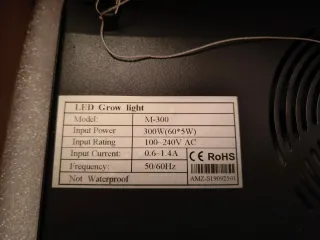 LED Grow light
Model: M-300
Input Power 300W(60*5W)
Input Rating 100-240V AC
Input Current: 0.6-1.4A
Frequency: 50/60Hz
Not Waterproof
CE RoHS